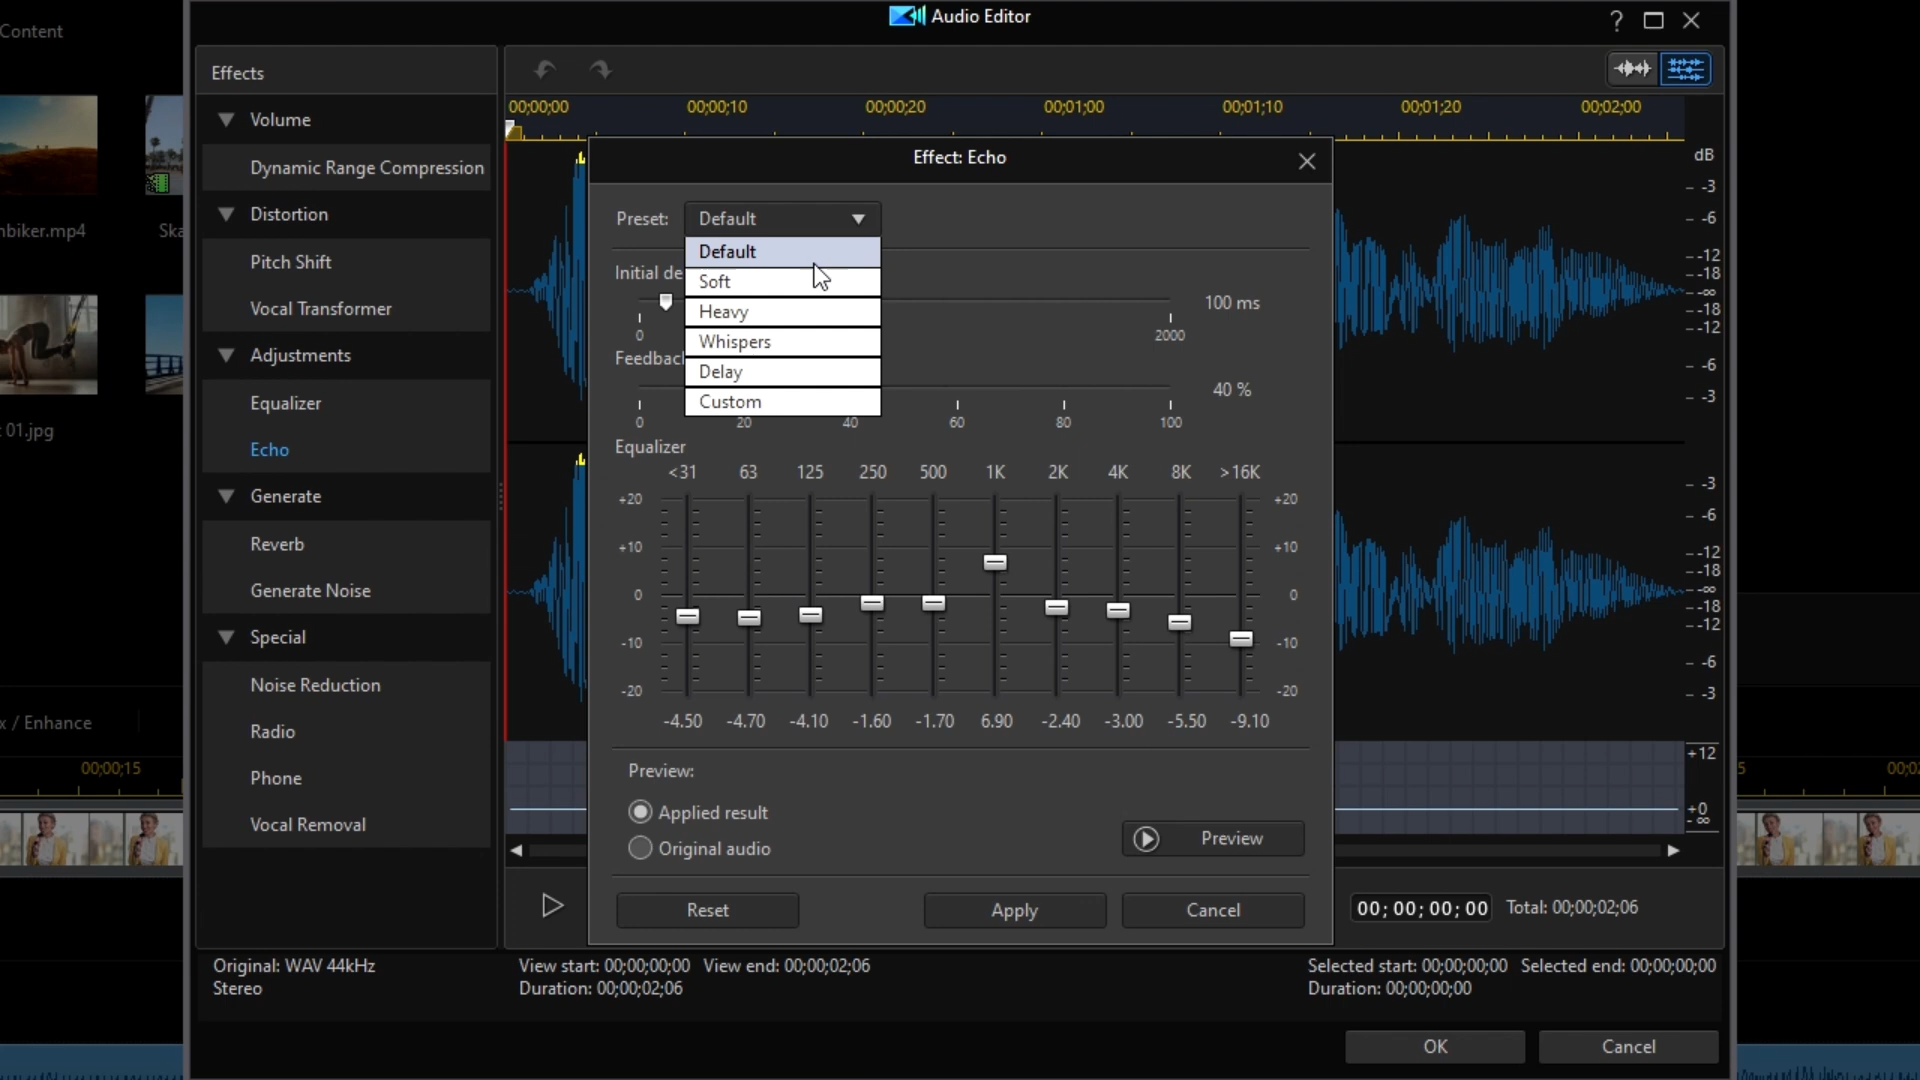 Audio Editor
?
Content
Effects
Volume
Dynamic Range Compression
Distortion
Pitch Shift
Vocal Transformer
Adjustments
Equalizer
Echo
Generate
Reverb
Generate Noise
Special
Noise Reduction
Radio
Phone
Vocal Removal
nbiker.mp4
Ska
01.jpg
x / Enhance
00;00;15
00;00;00 00;00;10 00;00;20 00;01;00 00;01;10 00;01;20 00;02;00
dB
-3
-6
-12
-18
-∞
-18
-12
-6
-3
-3
-6
-12
-18
-∞
-18
-12
-6
-3
+12
+0
-∞
5
00;02
Effect: Echo
Preset: Default
Default
Soft
Heavy
Whispers
Delay
Custom
Initial de
100 ms
0 2000
Feedback
40 %
0 20 40 60 80 100
Equalizer
<31 63 125 250 500 1K 2K 4K 8K >16K
+20 +20
+10 +10
0 0
-10 -10
-20 -20
-4.50 -4.70 -4.10 -1.60 -1.70 6.90 -2.40 -3.00 -5.50 -9.10
Preview:
Applied result
Original audio
Preview
Reset Apply Cancel
00;00;00;00 Total: 00;00;02;06
Original: WAV 44kHz
Stereo
View start: 00;00;00;00 View end: 00;00;02;06
Duration: 00;00;02;06
Selected start: 00;00;00;00 Selected end: 00;00;00;00
Duration: 00;00;00;00
OK Cancel